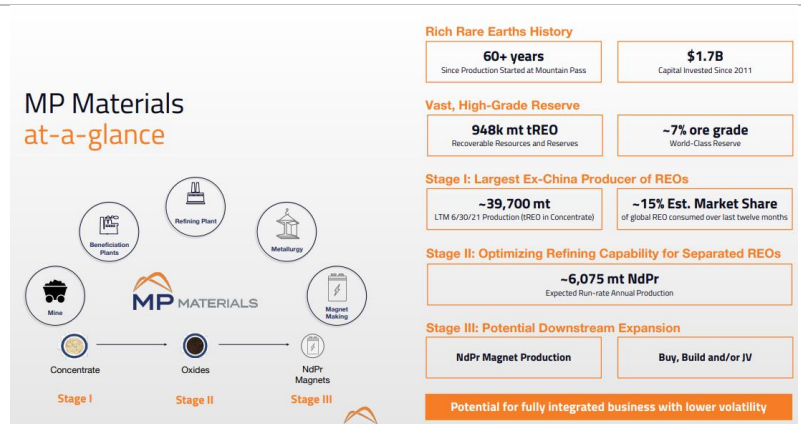 MP Materials
at-a-glance
Mine
Beneficiation
Plants
Refining Plant
Metallurgy
Magnet
Making
MP MATERIALS
Concentrate
Oxides
NdPr
Magnets
Stage I
Stage II
Stage III
Rich Rare Earths History
60+ years
Since Production Started at Mountain Pass
$1.7B
Capital Invested Since 2011
Vast, High-Grade Reserve
948k mt tREO
Recoverable Resources and Reserves
~7% ore grade
World-Class Reserve
Stage I: Largest Ex-China Producer of REOs
~39,700 mt
LTM 6/30/21 Production (tREO in Concentrate)
~15% Est. Market Share
of global REO consumed over last twelve months
Stage II: Optimizing Refining Capability for Separated REOs
~6,075 mt NdPr
Expected Run-rate Annual Production
Stage III: Potential Downstream Expansion
NdPr Magnet Production
Buy, Build and/or JV
Potential for fully integrated business with lower volatility